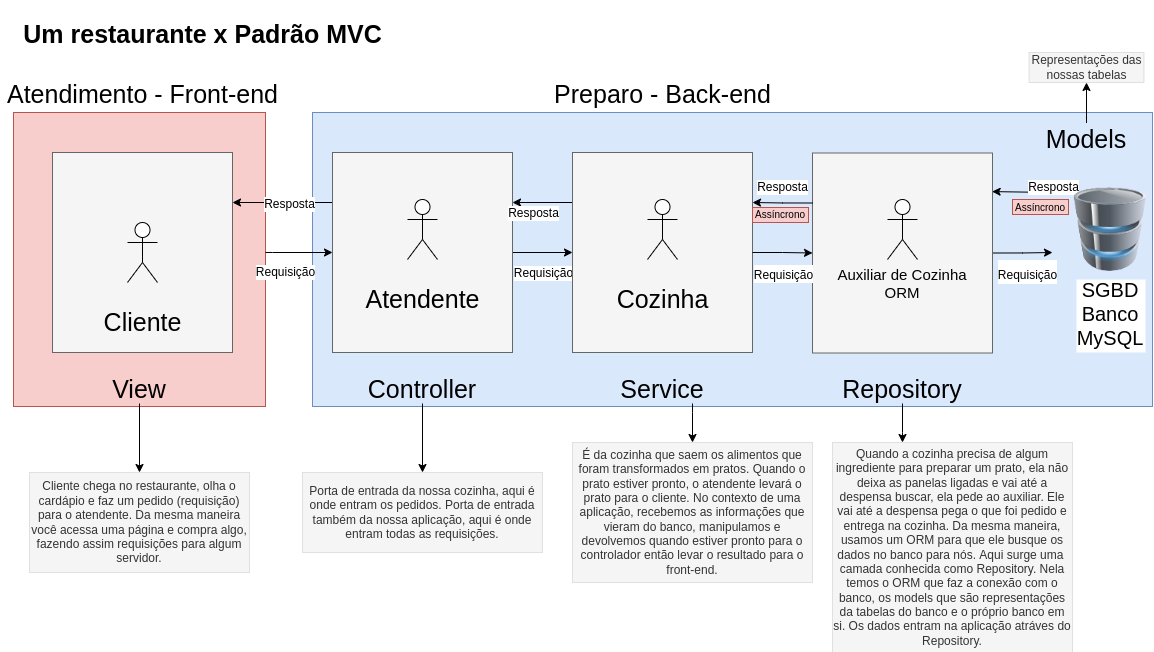 Um restaurante x Padrão MVC
Representações das
nossas tabelas
Atendimento - Front-end
Preparo - Back-end
Models
Resposta
Resposta
Resposta
Resposta
Assíncrono
Assíncrono
Requisição
Requisição
Requisição
Requisição
Cliente
Atendente
Cozinha
Auxiliar de Cozinha
ORM
SGBD
Banco
MySQL
View
Controller
Service
Repository
Cliente chega no restaurante, olha o
cardápio e faz um pedido (requisição)
para o atendente. Da mesma maneira
você acessa uma página e compra algo,
fazendo assim requisições para algum
servidor.
Porta de entrada da nossa cozinha, aqui é
onde entram os pedidos. Porta de entrada
também da nossa aplicação, aqui é onde
entram todas as requisições.
É da cozinha que saem os alimentos que
foram transformados em pratos. Quando o
prato estiver pronto, o atendente levará o
prato para o cliente. No contexto de uma
aplicação, recebemos as informações que
vieram do banco, manipulamos e
devolvemos quando estiver pronto para o
controlador então levar o resultado para o
front-end.
Quando a cozinha precisa de algum
ingrediente para preparar um prato, ela não
deixa as panelas ligadas e vai até a
despensa buscar, ela pede ao auxiliar. Ele
vai até a despensa pega o que foi pedido e
entrega na cozinha. Da mesma maneira,
usamos um ORM para que ele busque os
dados no banco para nós. Aqui surge uma
camada conhecida como Repository. Nela
temos o ORM que faz a conexão com o
banco, os models que são representações
da tabelas do banco e o próprio banco em
si. Os dados entram na aplicação atráves do
Repository.